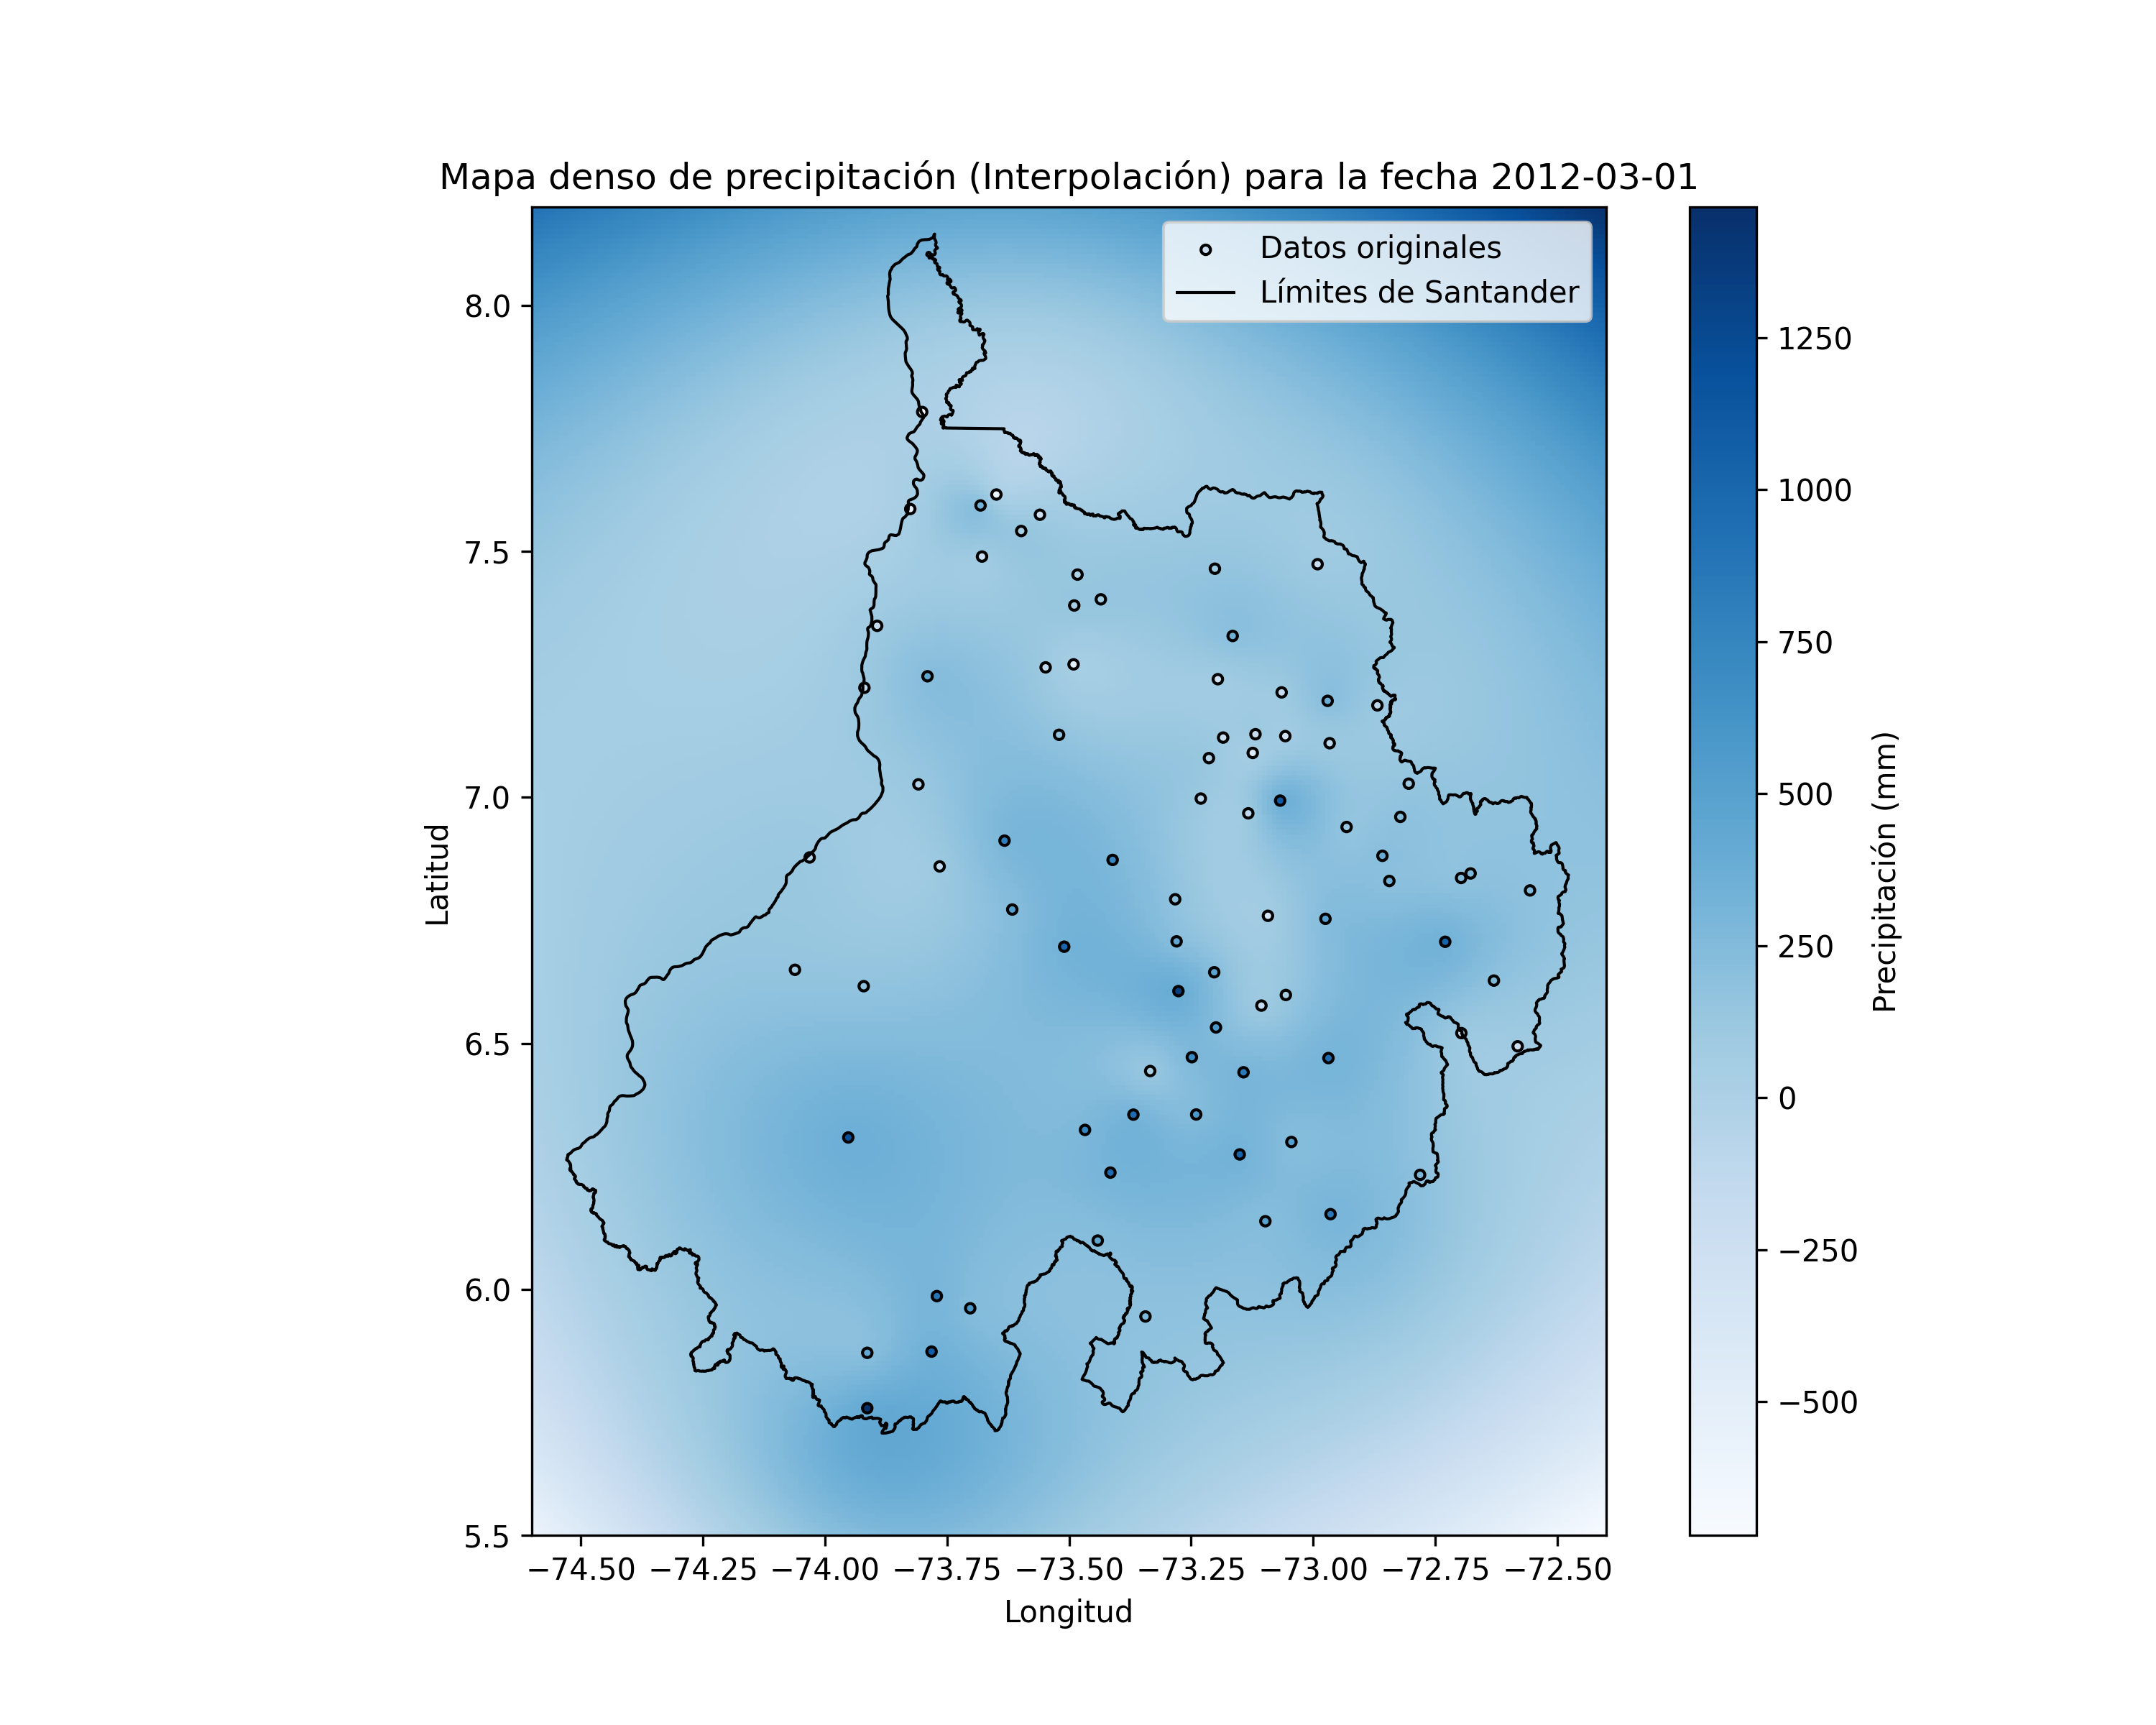 Mapa denso de precipitación (Interpolación) para la fecha 2012-03-01
Datos originales
Límites de Santander
8.0
7.5
7.0
6.5
6.0
5.5
Latitud
−74.50 −74.25 −74.00 −73.75 −73.50 −73.25 −73.00 −72.75 −72.50
Longitud
1250
1000
750
500
250
0
−250
−500
Precipitación (mm)